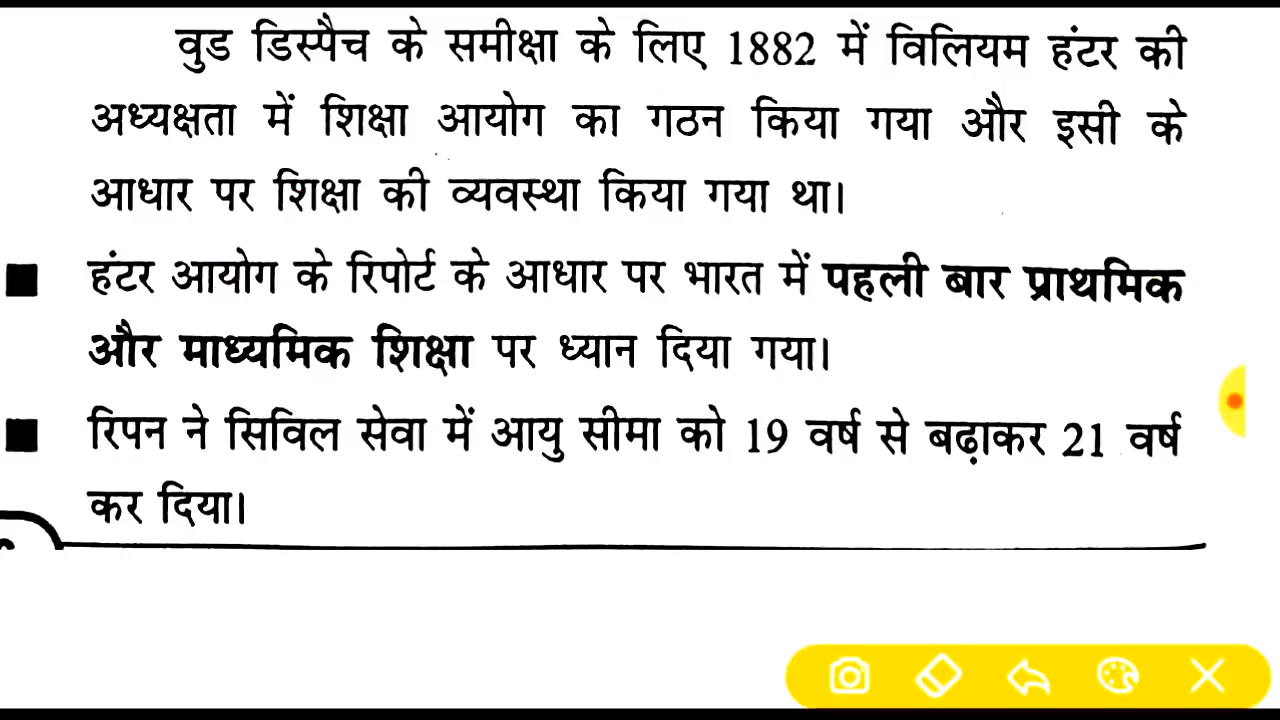 वुड डिस्पैच के समीक्षा के लिए 1882 में विलियम हंटर की
अध्यक्षता में शिक्षा आयोग का गठन किया गया और इसी के
आधार पर शिक्षा की व्यवस्था किया गया था।
हंटर आयोग के रिपोर्ट के आधार पर भारत में पहली बार प्राथमिक
और माध्यमिक शिक्षा पर ध्यान दिया गया।
रिपन ने सिविल सेवा में आयु सीमा को 19 वर्ष से बढ़ाकर 21 वर्ष
कर दिया।